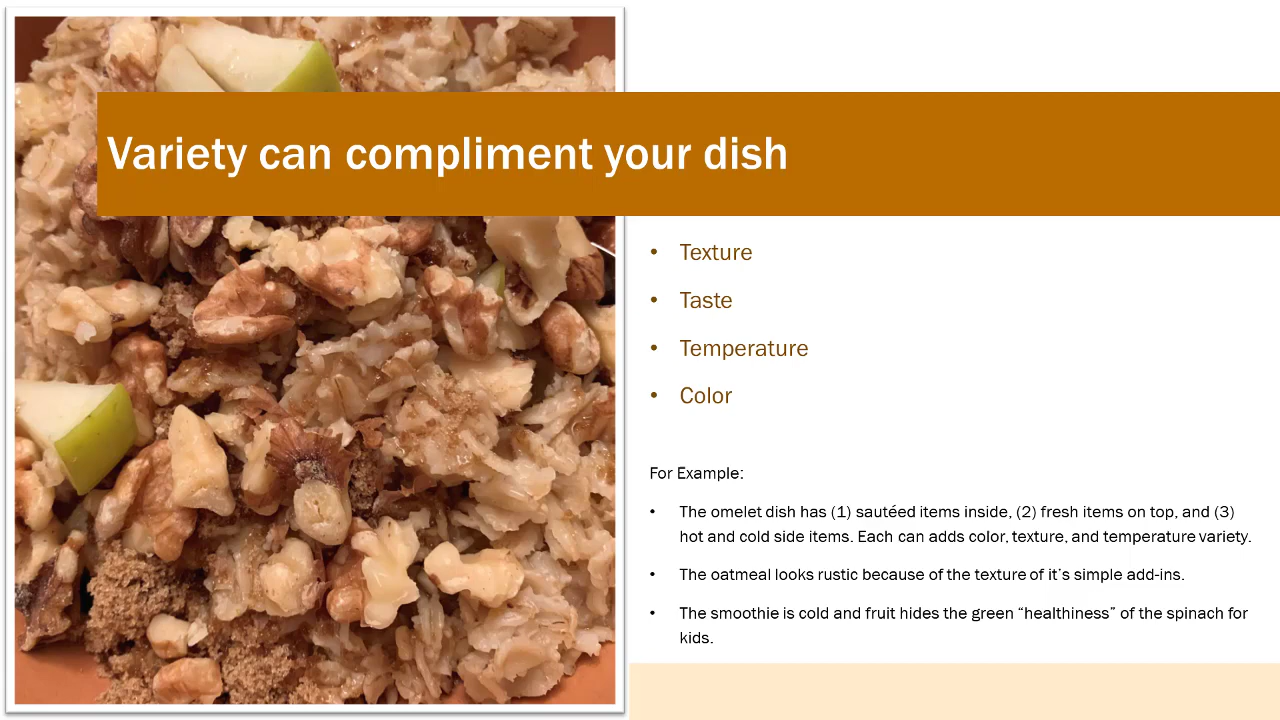 Variety can compliment your dish
• Texture
• Taste
• Temperature
• Color
For Example:
• The omelet dish has (1) sautéed items inside, (2) fresh items on top, and (3)
hot and cold side items. Each can adds color, texture, and temperature variety.
• The oatmeal looks rustic because of the texture of it’s simple add-ins.
• The smoothie is cold and fruit hides the green “healthiness” of the spinach for
kids.